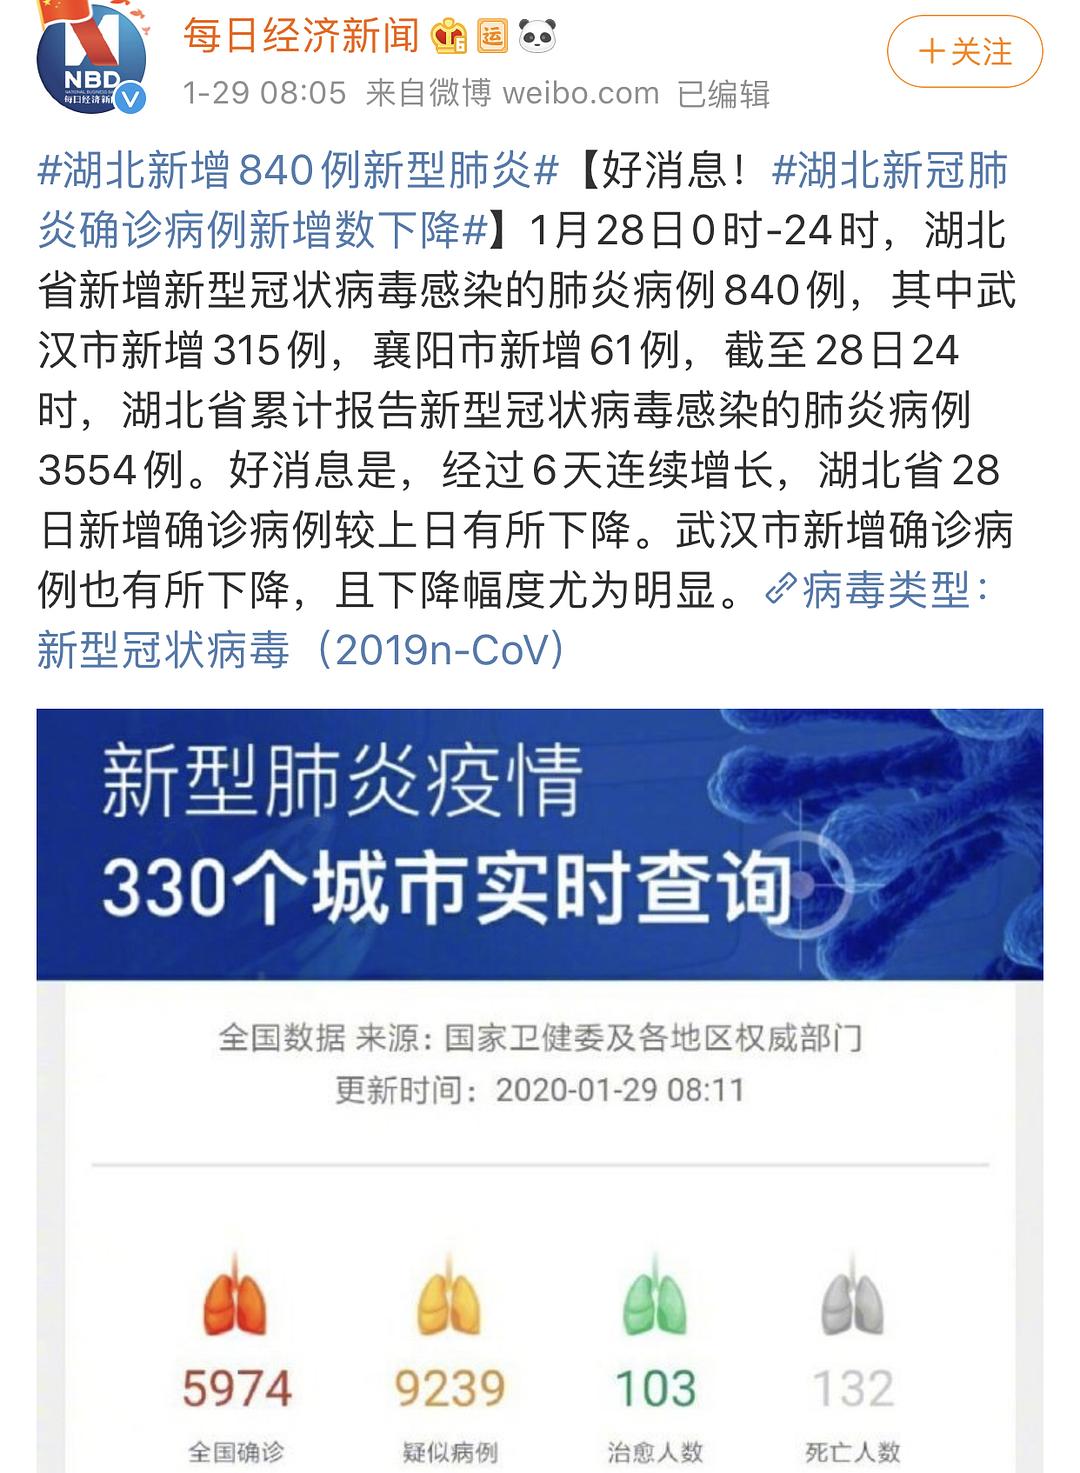 每日经济新闻 运
NBD
每日经济新闻
1-29 08:05 来自微博 weibo.com 已编辑
+关注
#湖北新增840例新型肺炎#【好消息！#湖北新冠肺
炎确诊病例新增数下降#】1月28日0时-24时，湖北
省新增新型冠状病毒感染的肺炎病例840例，其中武
汉市新增315例，襄阳市新增61例，截至28日24
时，湖北省累计报告新型冠状病毒感染的肺炎病例
3554例。好消息是，经过6天连续增长，湖北省28
日新增确诊病例较上日有所下降。武汉市新增确诊病
例也有所下降，且下降幅度尤为明显。病毒类型：
新型冠状病毒（2019n-CoV）
新型肺炎疫情
330个城市实时查询
全国数据 来源：国家卫健委及各地区权威部门
更新时间：2020-01-29 08:11
5974 9239 103 132
全国确诊 疑似病例 治愈人数 死亡人数